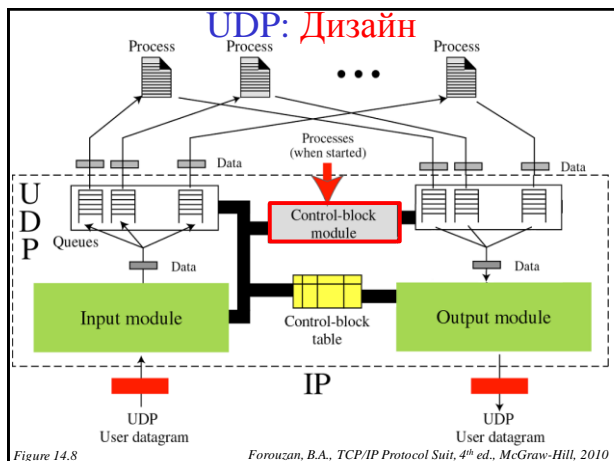 UDP: Дизайн
Process
Process
Process
Processes
(when started)
Data
Data
U
D
P
Queues
Control-block
module
Data
Data
Input module
Control-block
table
Output module
IP
UDP
User datagram
UDP
User datagram
Figure 14.8
Forouzan, B.A., TCP/IP Protocol Suit, 4th ed., McGraw-Hill, 2010